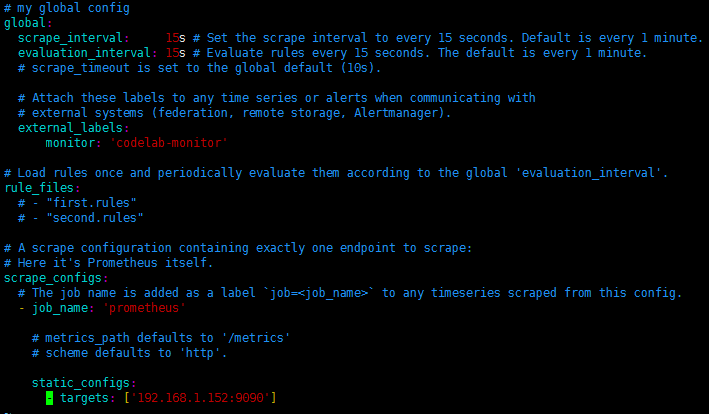 # my global config
global:
  scrape_interval:     15s # Set the scrape interval to every 15 seconds. Default is every 1 minute.
  evaluation_interval: 15s # Evaluate rules every 15 seconds. The default is every 1 minute.
  # scrape_timeout is set to the global default (10s).

  # Attach these labels to any time series or alerts when communicating with
  # external systems (federation, remote storage, Alertmanager).
  external_labels:
      monitor: 'codelab-monitor'

# Load rules once and periodically evaluate them according to the global 'evaluation_interval'.
rule_files:
  # - "first.rules"
  # - "second.rules"

# A scrape configuration containing exactly one endpoint to scrape:
# Here it's Prometheus itself.
scrape_configs:
  # The job name is added as a label `job=<job_name>` to any timeseries scraped from this config.
  - job_name: 'prometheus'

    # metrics_path defaults to '/metrics'
    # scheme defaults to 'http'.

    static_configs:
      - targets: ['192.168.1.152:9090']